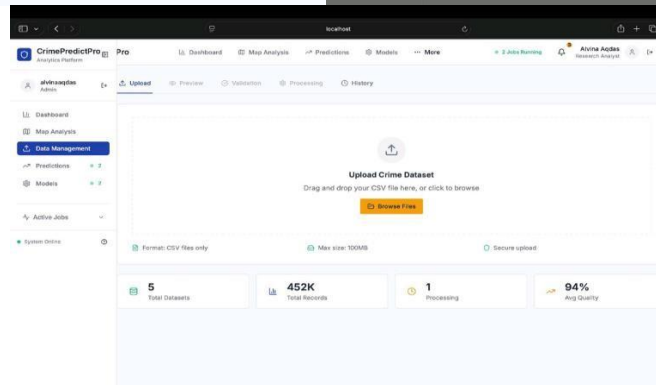 localhost
CrimePredictPro
Analytics Platform
Pro
Dashboard
Map Analysis
Predictions
Models
More
2 Jobs Running
Alvina Aqdas
Research Analyst
alvinaaqdas
Admin
Upload
Preview
Validation
Processing
History
Dashboard
Map Analysis
Data Management
Predictions
Models
Active Jobs
System Online
Upload Crime Dataset
Drag and drop your CSV file here, or click to browse
Browse Files
Format: CSV files only
Max size: 100MB
Secure upload
5
Total Datasets
452K
Total Records
1
Processing
94%
Avg Quality